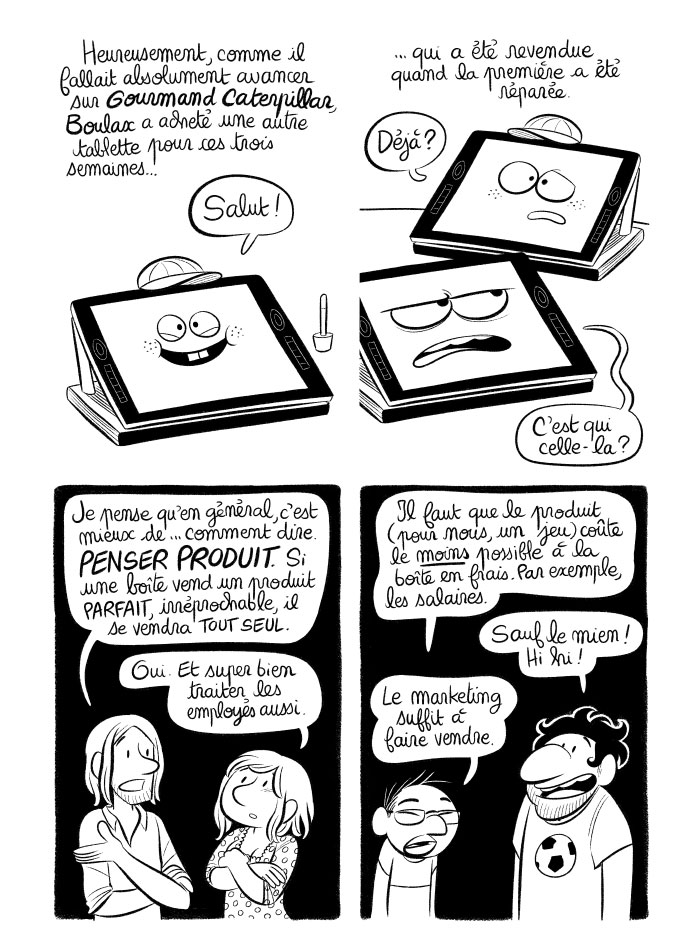 Heureusement, comme il
fallait absolument avancer
sur Gourmand Caterpillar,
Boulax a acheté une autre
tablette pour ces trois
semaines...
Salut !
... qui a été revendue
quand la première a été
réparée.
Déjà ?
C'est qui
celle-la ?
Je pense qu'en général, c'est
mieux de ... comment dire.
PENSER PRODUIT. Si
une boîte vend un produit
PARFAIT, irréprochable, il
se vendra TOUT SEUL.
Oui. Et super bien
traiter les
employés aussi.
Il faut que le produit
(pour nous, un jeu) coûte
le moins possible à la
boîte en frais. Par exemple,
les salaires.
Sauf le mien !
Hi hi !
Le marketing
suffit à
faire vendre.